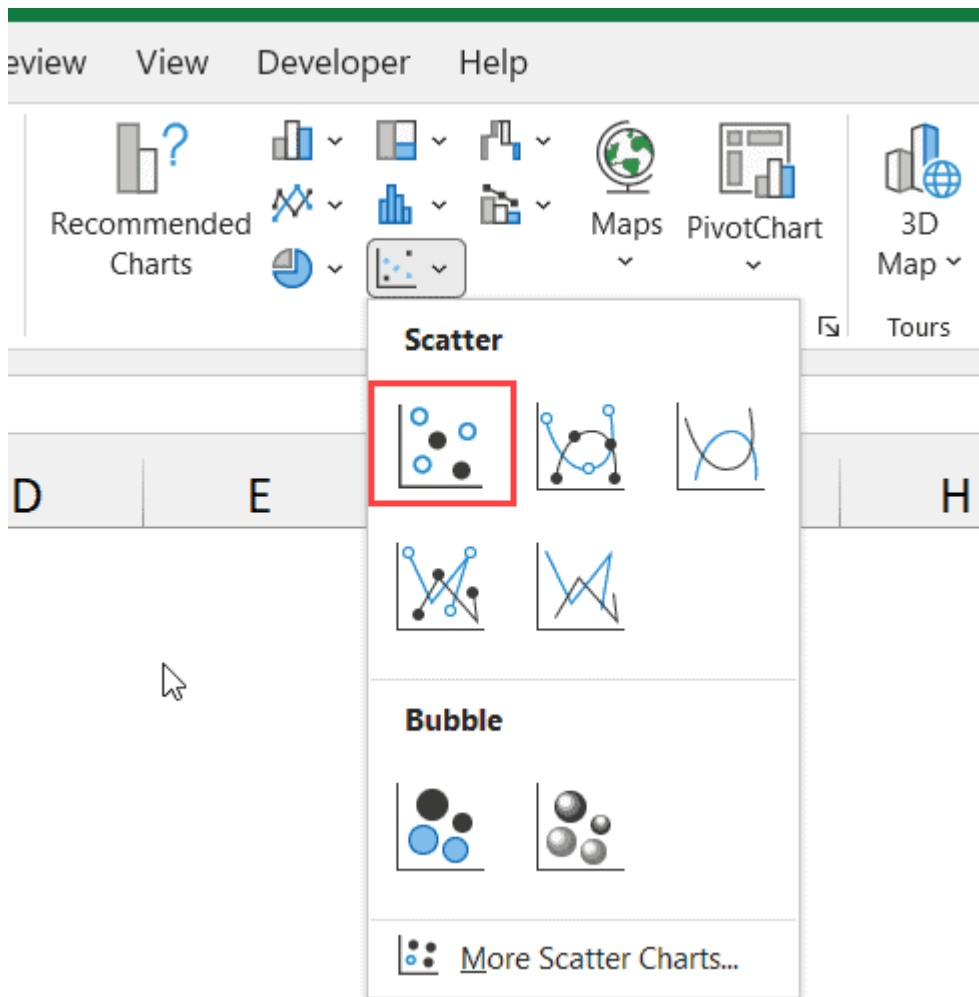 eview View Developer Help
Recommended
Charts
Maps
PivotChart
3D
Map
Tours
Scatter
D E H
Bubble
More Scatter Charts...